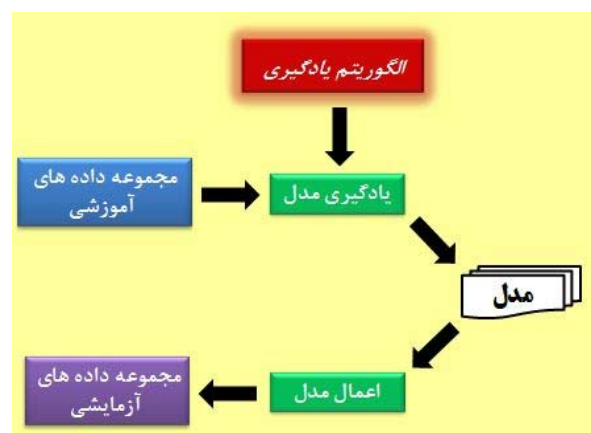 الگوریتم یادگیری
مجموعه داده های
آموزشی
یادگیری مدل
مدل
مجموعه داده های
آزمایشی
اعمال مدل